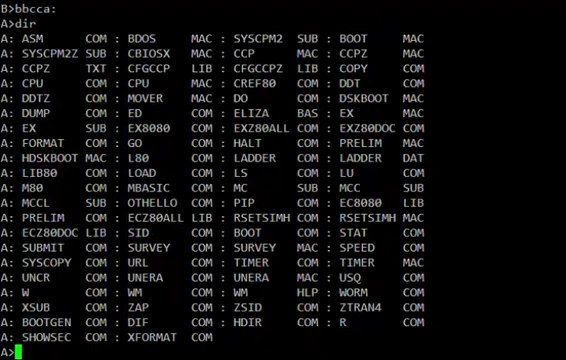 B>bbcca:
A>dir
A: ASM      COM : BDOS     MAC : SYSCPM2  SUB : BOOT     MAC
A: SYSCPM2Z SUB : CBIOSX   MAC : CCP      MAC : CCPZ     MAC
A: CCPZ     TXT : CFGCCP   LIB : CFGCCPZ  LIB : COPY     COM
A: CPU      COM : CPU      MAC : CREF80   COM : DDT      COM
A: DDTZ     COM : MOVER    MAC : DO       COM : DSKBOOT  MAC
A: DUMP     COM : ED       COM : ELIZA    BAS : EX       MAC
A: EX       SUB : EX8080   COM : EXZ80ALL COM : EXZ80DOC COM
A: FORMAT   COM : GO       COM : HALT     COM : PRELIM   MAC
A: HDSKBOOT MAC : L80      COM : LADDER   COM : LADDER   DAT
A: LIB80    COM : LOAD     COM : LS       COM : LU       COM
A: M80      COM : MBASIC   COM : MC       SUB : MCC      SUB
A: MCCL     SUB : OTHELLO  COM : PIP      COM : EC8080   LIB
A: PRELIM   COM : ECZ80ALL LIB : RSETSIMH COM : RSETSIMH MAC
A: ECZ80DOC LIB : SID      COM : BOOT     COM : STAT     COM
A: SUBMIT   COM : SURVEY   COM : SURVEY   MAC : SPEED    COM
A: SYSCOPY  COM : URL      COM : TIMER    COM : TIMER    MAC
A: UNCR     COM : UNERA    COM : UNERA    MAC : USQ      COM
A: W        COM : WM       COM : WM       HLP : WORM     COM
A: XSUB     COM : ZAP      COM : ZSID     COM : ZTRAN4   COM
A: BOOTGEN  COM : DIF      COM : HDIR     COM : R        COM
A: SHOWSEC  COM : XFORMAT  COM
A>